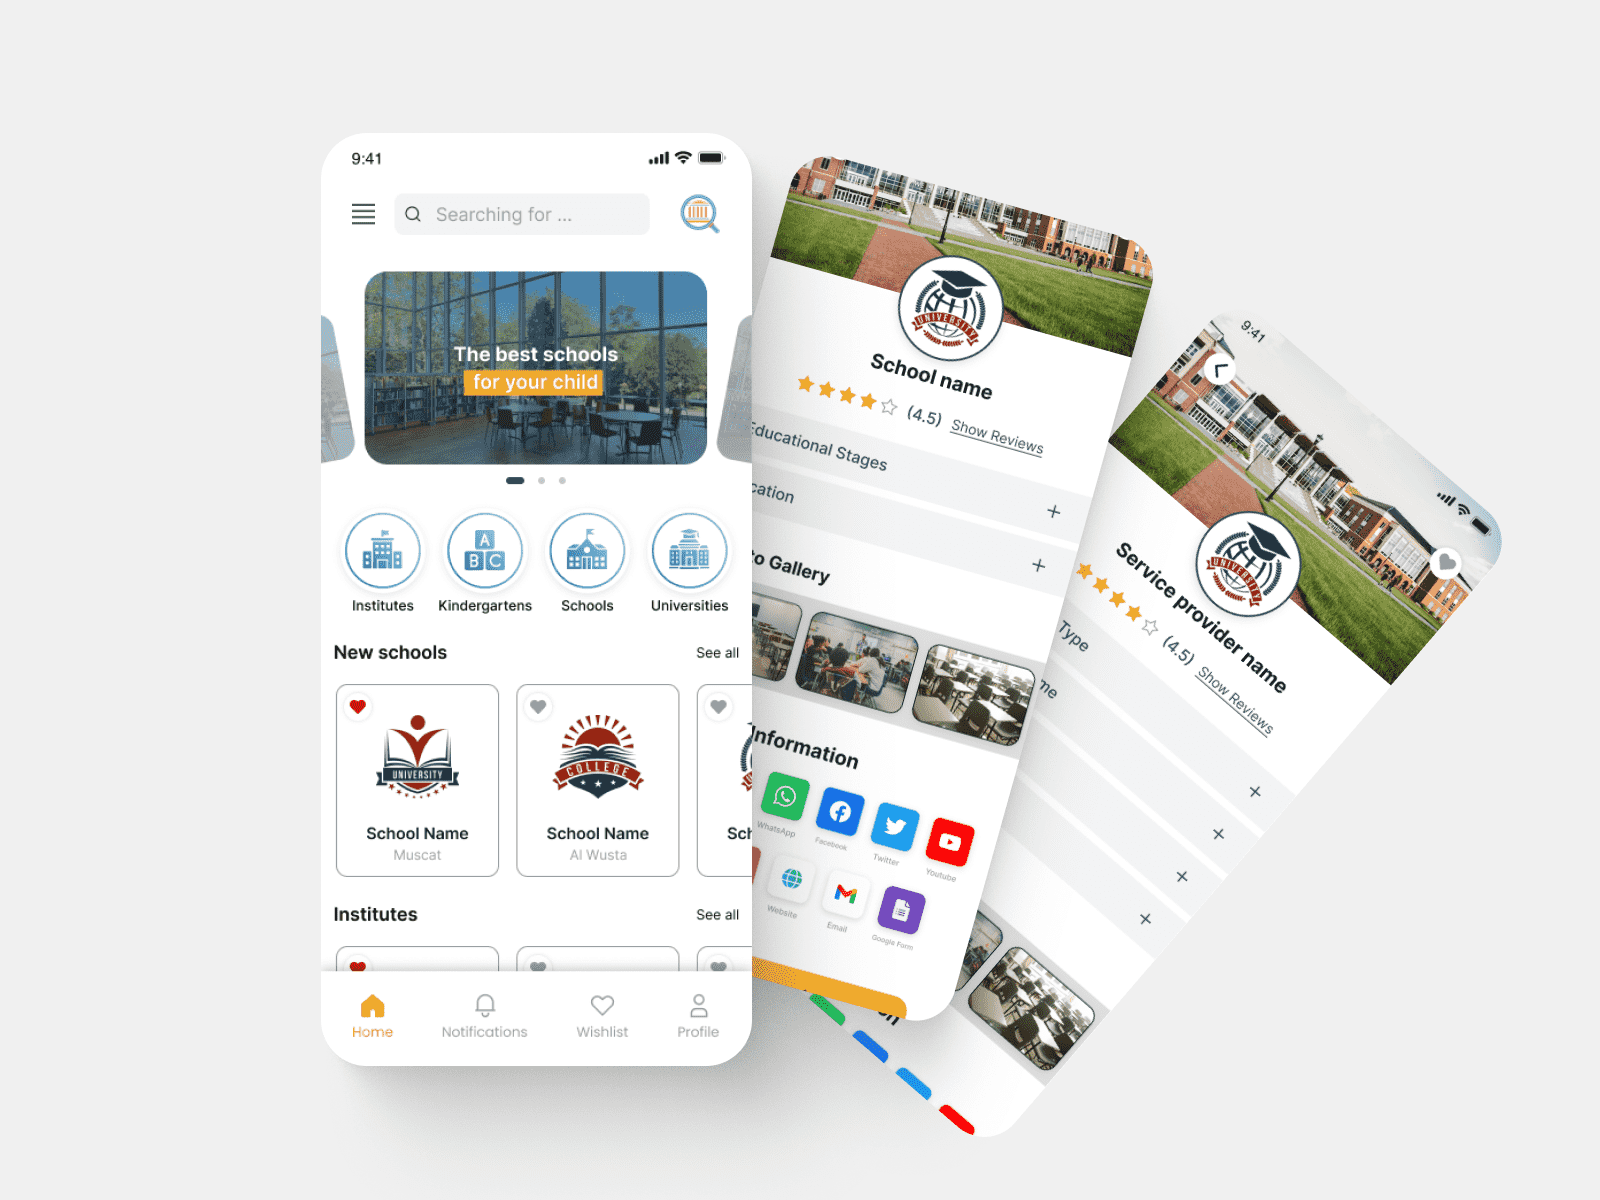 9:41
Searching for ...
The best schools
for your child
Institutes
Kindergartens
Schools
Universities
New schools
See all
UNIVERSITY
School Name
Muscat
COLLEGE
School Name
Al Wusta
Sch
Institutes
See all
Home
Notifications
Wishlist
Profile
UNIVERSITY
School name
(4.5) Show Reviews
Educational Stages
cation
to Gallery
Information
WhatsApp
Facebook
Twitter
Youtube
Website
Email
Google Form
9:41
UNIVERSITY
Service provider name
(4.5) Show Reviews
Type
me
on